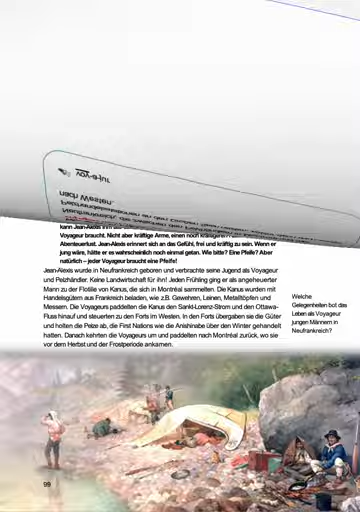 nach Westen.
kann Jean-Alexis ihm
Voyageur braucht. Nicht aber kräftige Arme, einen noch
Abenteuerlust. Jean-Alexis erinnert sich an das Gefühl, frei und kräftig zu sein. Wenn er
jung wäre, hätte er es wahrscheinlich noch einmal getan. Wie bitte? Eine Pfeife? Aber
natürlich – jeder Voyageur braucht eine Pfeife!
Jean-Alexis wurde in Neufrankreich geboren und verbrachte seine Jugend als Voyageur
und Pelzhändler. Keine Landwirtschaft für ihn! Jeden Frühling ging er als angeheuerter
Mann zu der Flotille von Kanus, die sich in Montréal sammelten. Die Kanus wurden mit
Handelsgütern aus Frankreich beladen, wie z.B. Gewehren, Leinen, Metalltöpfen und
Messern. Die Voyageurs paddelten die Kanus den Sankt-Lorenz-Strom und den Ottawa-
Fluss hinauf und steuerten zu den Forts im Westen. In den Forts übergaben sie die Güter
und holten die Pelze ab, die First Nations wie die Anishinabe über den Winter gehandelt
hatten. Danach kehrten die Voyageurs um und paddelten nach Montréal zurück, wo sie
vor dem Herbst und der Frostperiode ankamen.
Welche
Gelegenheiten bot das
Leben als Voyageur
jungen Männern in
Neufrankreich?
99